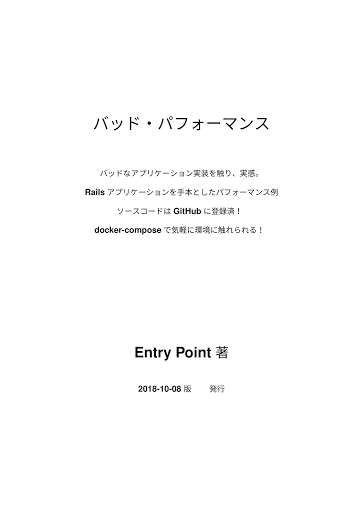 バッド・パフォーマンス
バッドなアプリケーション実装を触り、実感。
Rails アプリケーションを手本としたパフォーマンス例
ソースコードは GitHub に登録済！
docker-compose で気軽に環境に触れられる！
Entry Point 著
2018-10-08 版　　発行